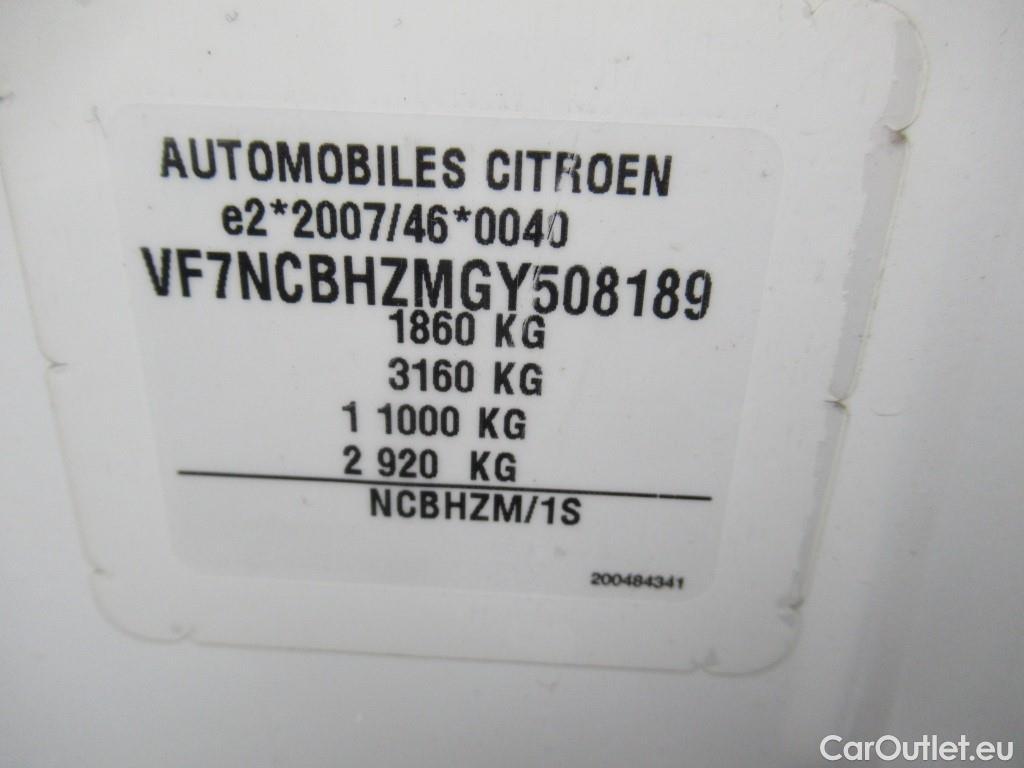 AUTOMOBILES CITROEN
e2*2007/46*0040
VF7NCBHZMGY508189
1860 KG
3160 KG
1 1000 KG
2 920 KG
NCBHZM/1S
200484341
CarOutlet.eu